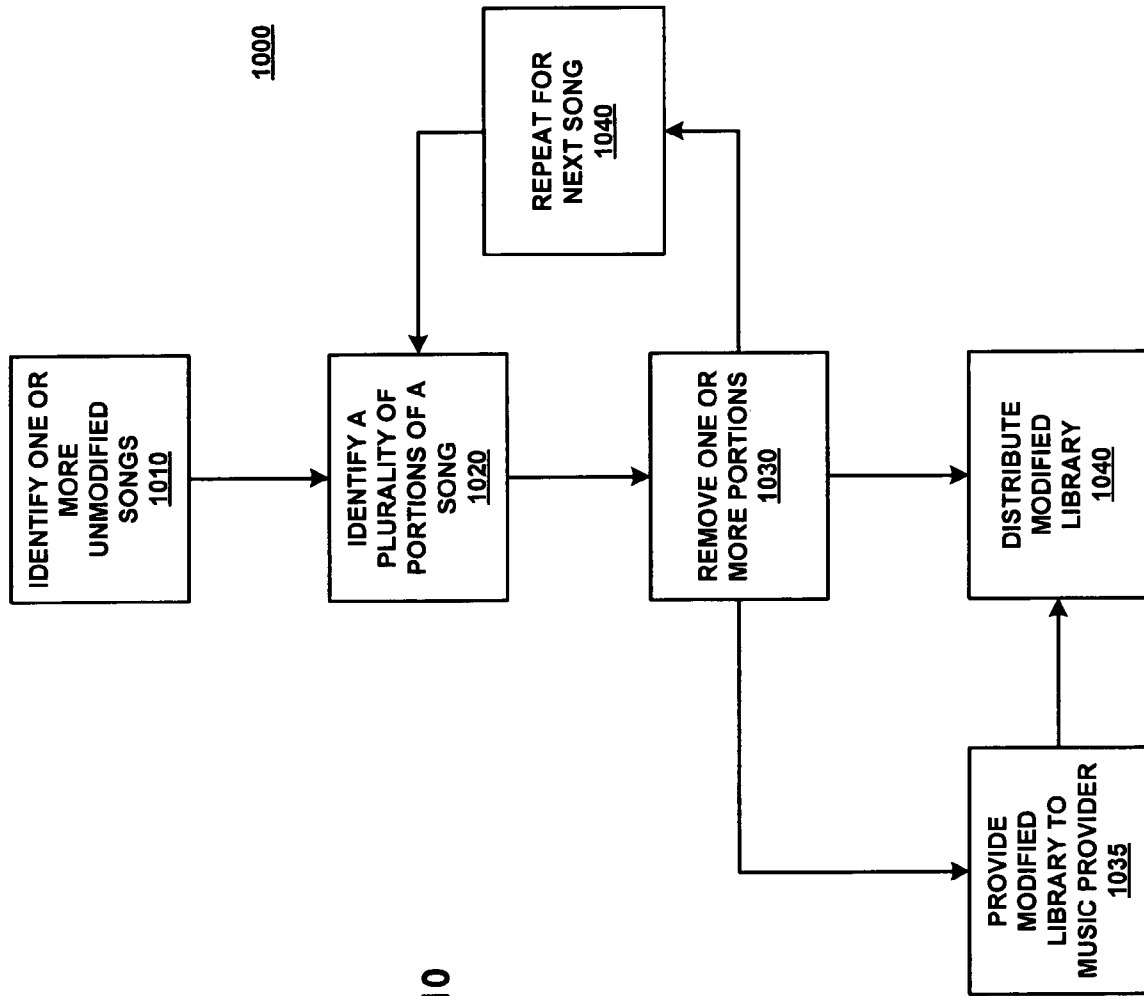 1000
IDENTIFY ONE OR
MORE
UNMODIFIED
SONGS
1010
IDENTIFY A
PLURALITY OF
PORTIONS OF A
SONG
1020
REPEAT FOR
NEXT SONG
1040
REMOVE ONE OR
MORE PORTIONS
1030
PROVIDE
MODIFIED
LIBRARY TO
MUSIC PROVIDER
1035
DISTRIBUTE
MODIFIED
LIBRARY
1040